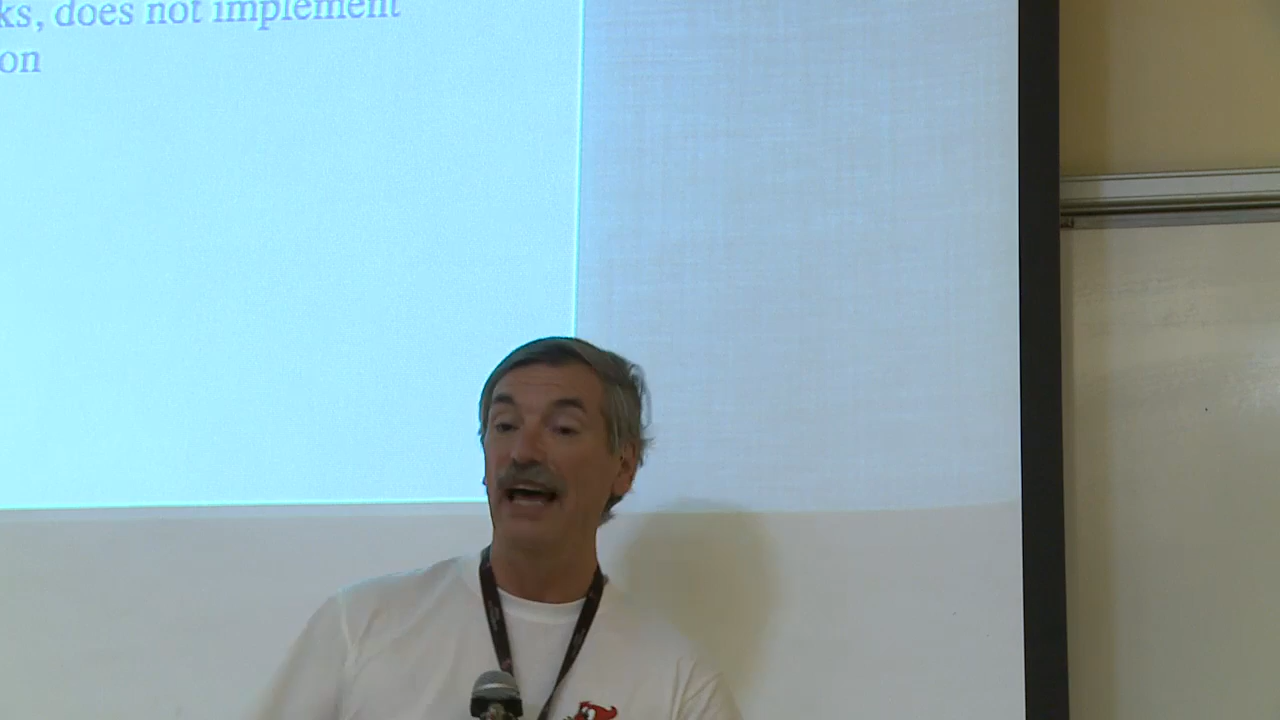 ks, does not implement
on